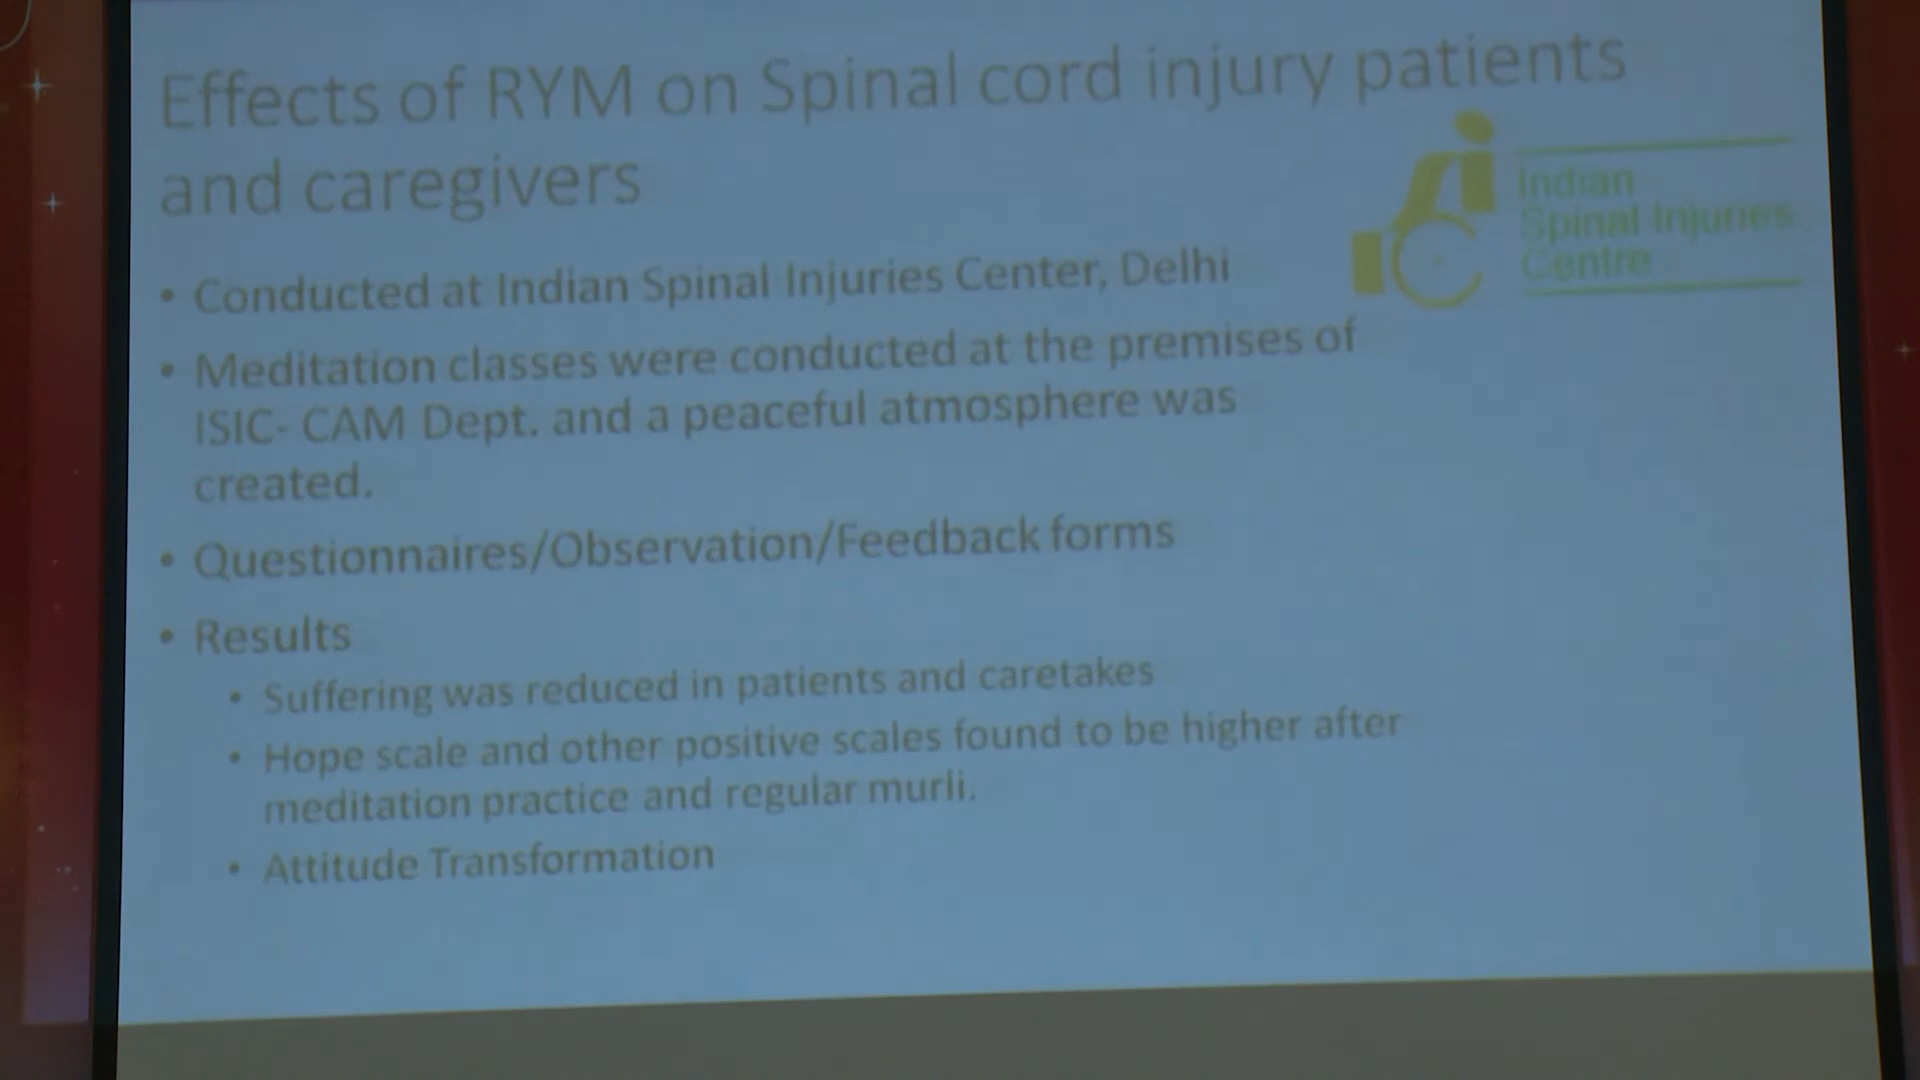 Effects of RYM on Spinal cord injury patients
and caregivers
Indian
Spinal Injuries
Centre
• Conducted at Indian Spinal Injuries Center, Delhi
• Meditation classes were conducted at the premises of
ISIC- CAM Dept. and a peaceful atmosphere was
created.
• Questionnaires/Observation/Feedback forms
• Results
• Suffering was reduced in patients and caretakes
• Hope scale and other positive scales found to be higher after
meditation practice and regular murli.
• Attitude Transformation